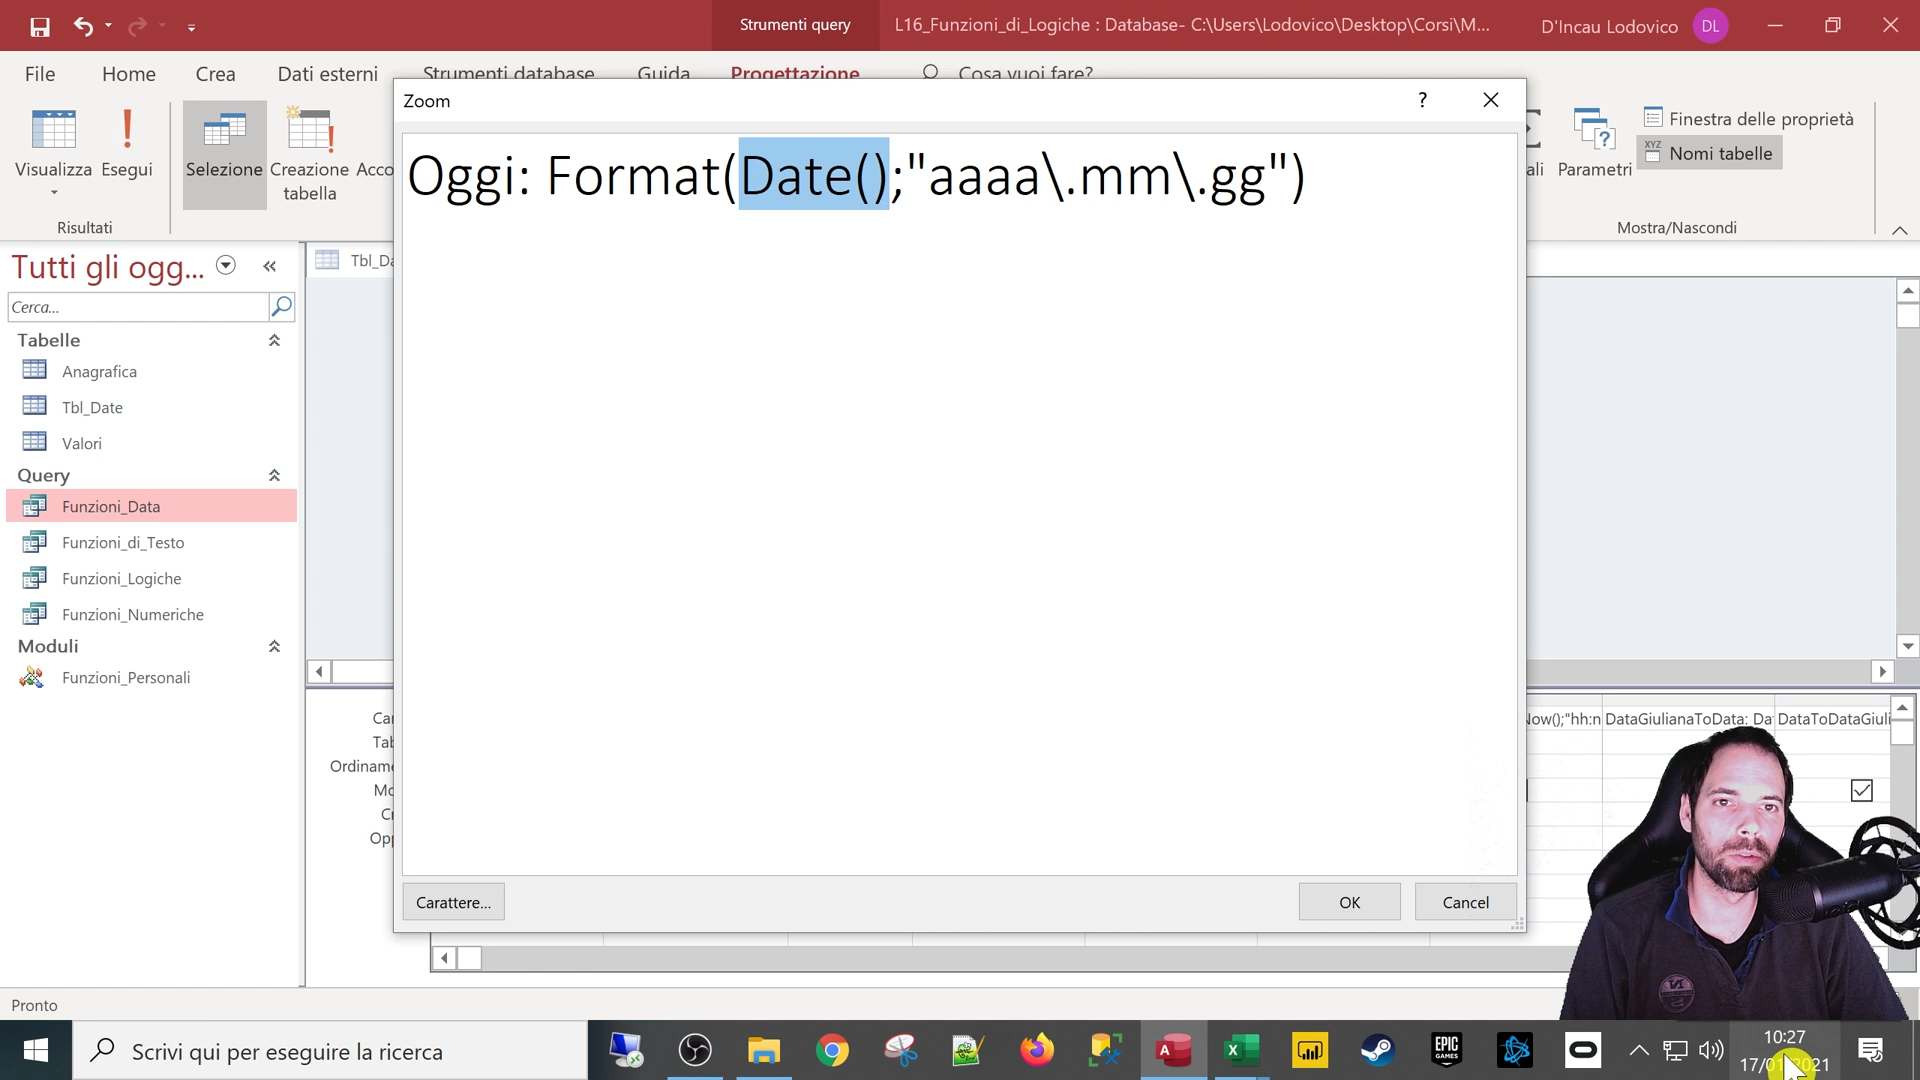 Strumenti query
L16_Funzioni_di_Logiche : Database- C:\Users\Lodovico\Desktop\Corsi\M...
D'Incau Lodovico
DL
File
Home
Crea
Dati esterni
Strumenti database
Guida
Progettazione
Cosa vuoi fare?
Visualizza
Esegui
Selezione
Creazione
tabella
Risultati
Parametri
Finestra delle proprietà
XYZ
Nomi tabelle
Mostra/Nascondi
Zoom
?
Oggi: Format(Date();"aaaa\.mm\.gg")
Carattere...
OK
Cancel
Tutti gli ogg...
Cerca...
Tabelle
Anagrafica
Tbl_Date
Valori
Query
Funzioni_Data
Funzioni_di_Testo
Funzioni_Logiche
Funzioni_Numeriche
Moduli
Funzioni_Personali
DataGiulianaToData: Da
DataToDataGiuli
Pronto
Scrivi qui per eseguire la ricerca
EPIC
GAMES
10:27